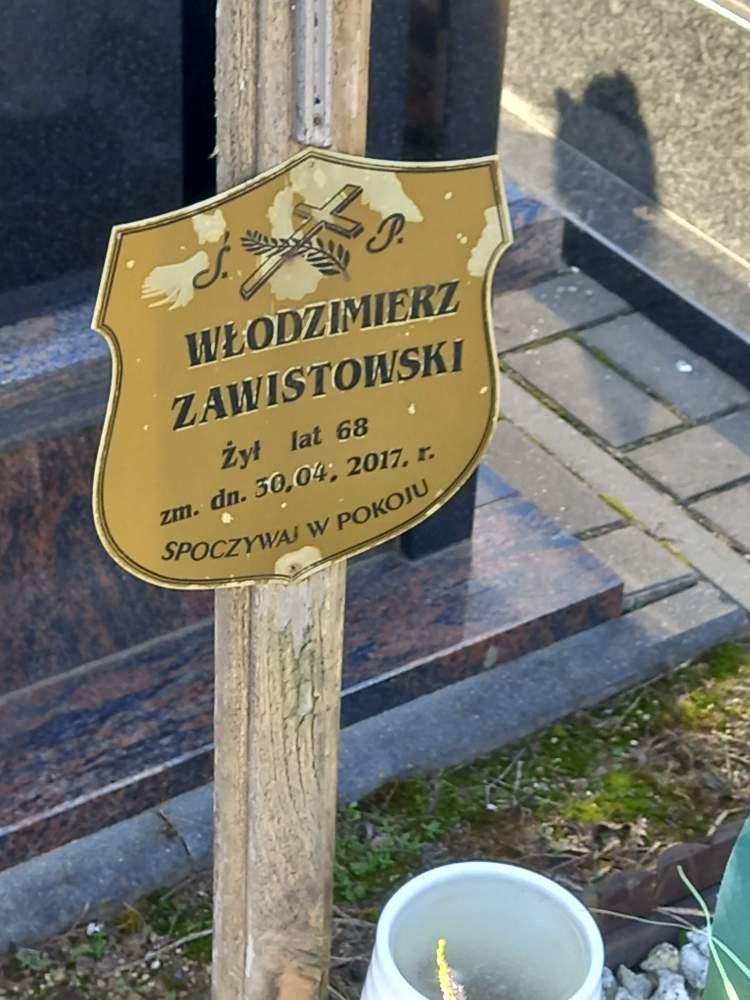 Ś. P.
WŁODZIMIERZ
ZAWISTOWSKI
Żył lat 68
zm. dn. 30.04. 2017. r.
SPOCZYWAJ W POKOJU